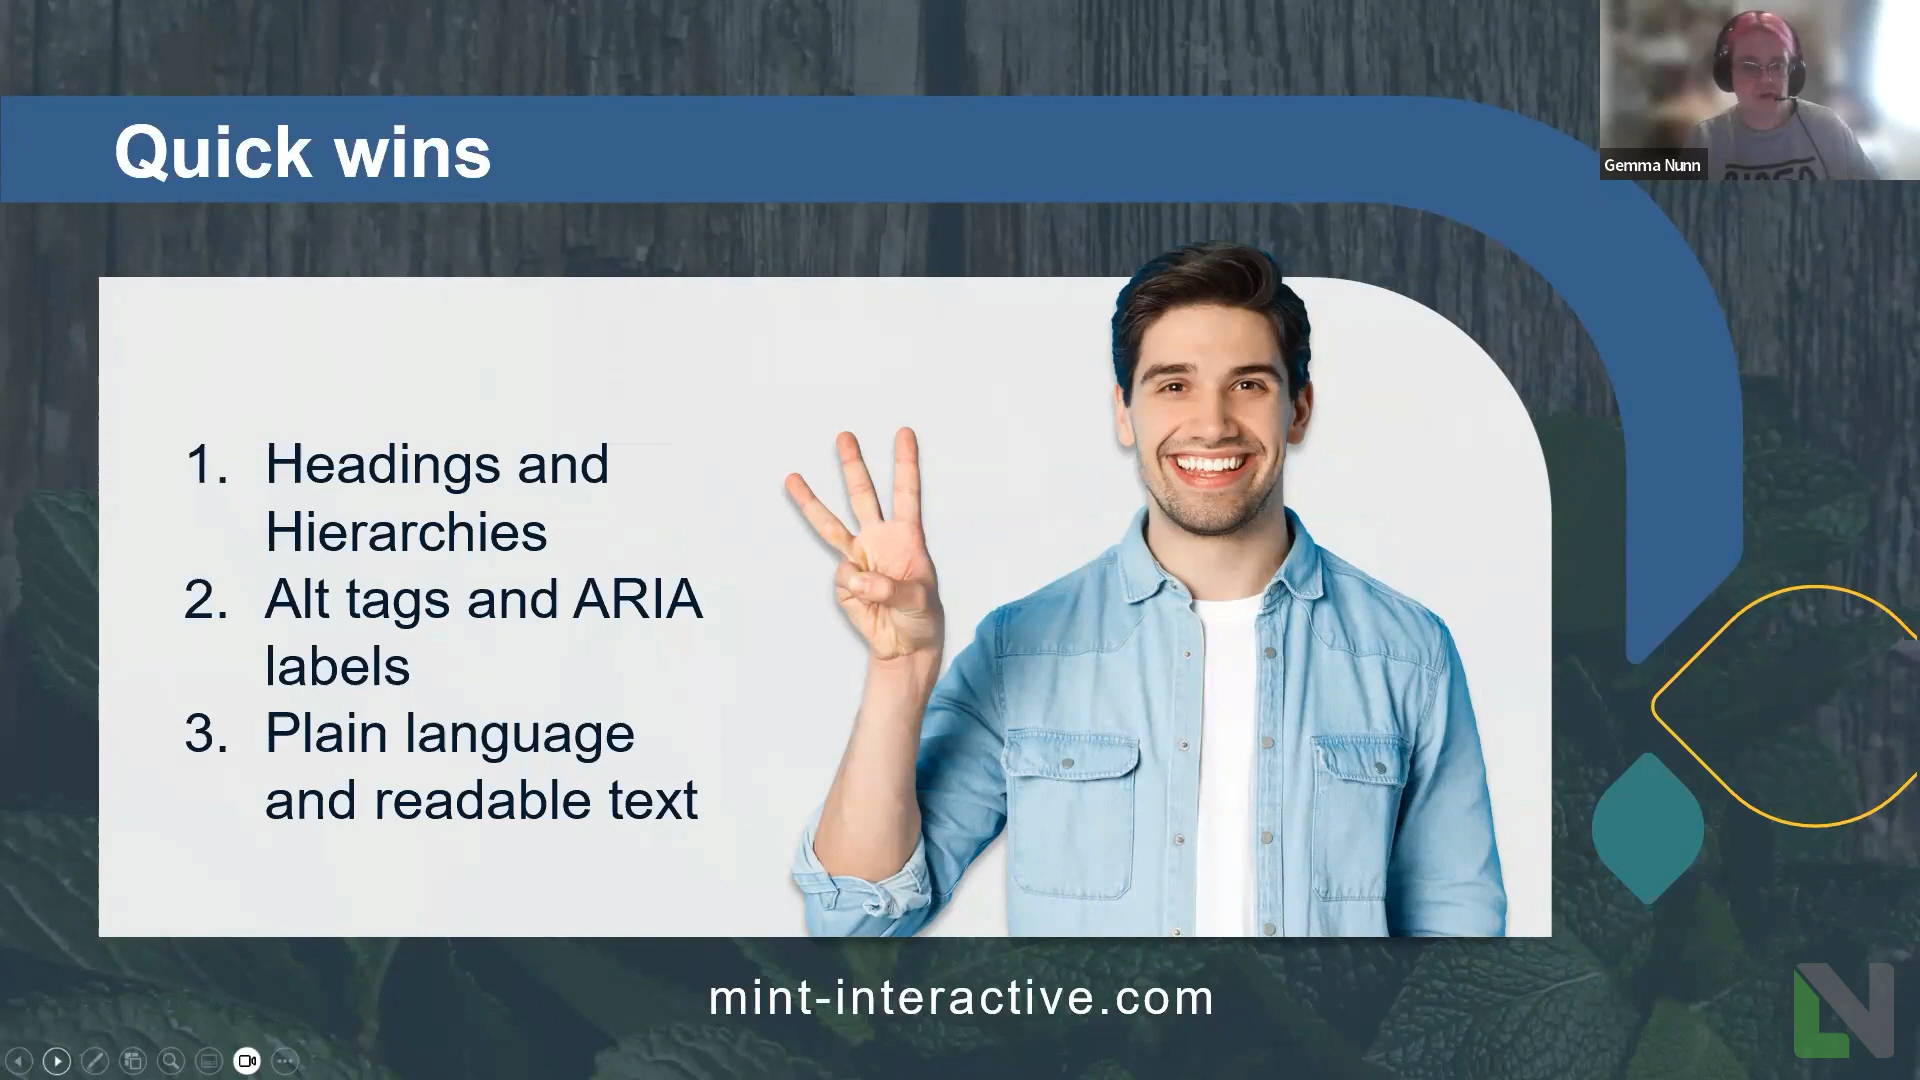 Quick wins
Gemma Nunn
1. Headings and
Hierarchies
2. Alt tags and ARIA
labels
3. Plain language
and readable text
mint-interactive.com
LN